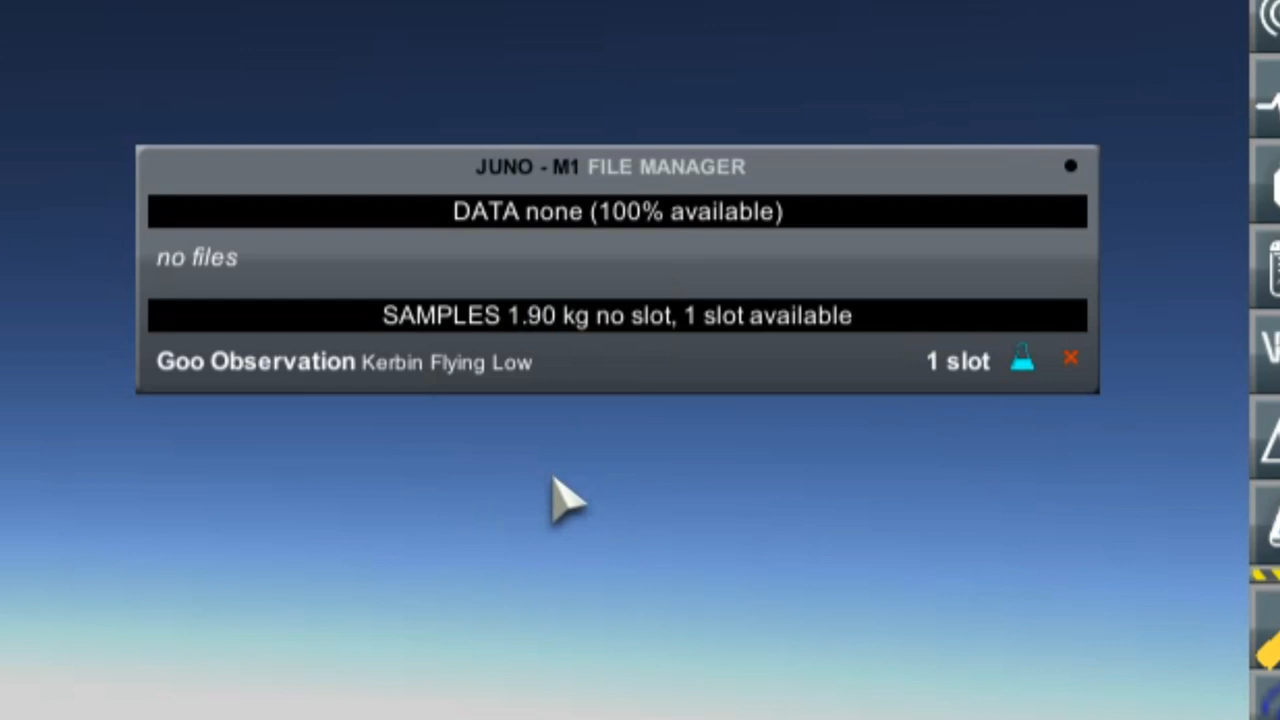 JUNO - M1 FILE MANAGER
DATA none (100% available)
no files
SAMPLES 1.90 kg no slot, 1 slot available
Goo Observation Kerbin Flying Low 1 slot